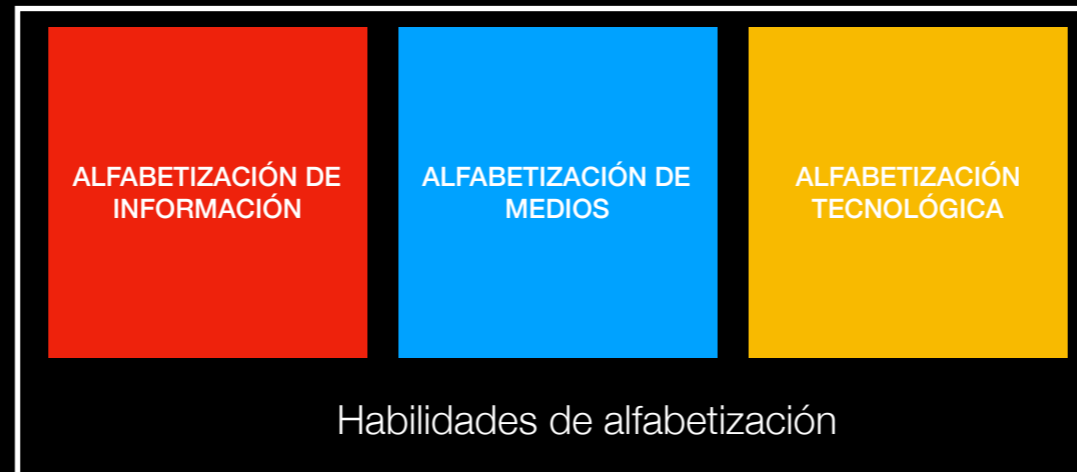 ALFABETIZACIÓN DE
INFORMACIÓN
ALFABETIZACIÓN DE
MEDIOS
ALFABETIZACIÓN
TECNOLÓGICA
Habilidades de alfabetización